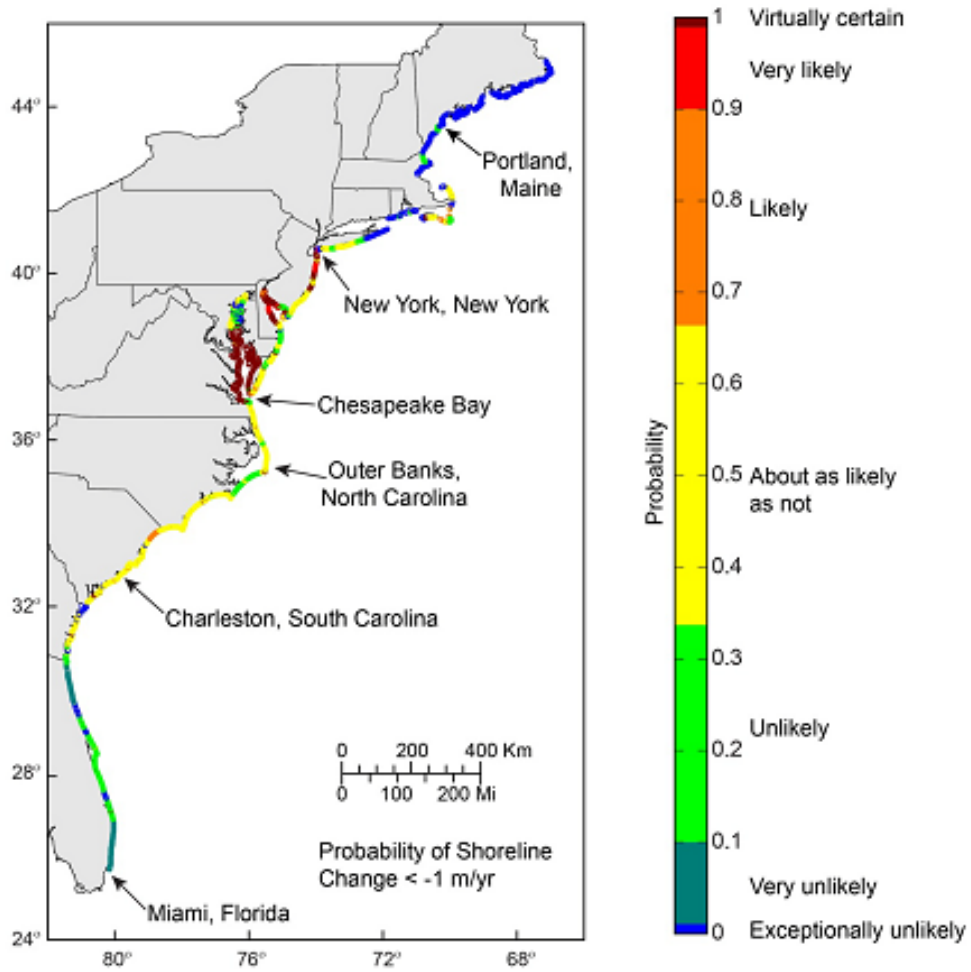 44°
40°
36°
32°
28°
24°
80°
76°
72°
68°
Portland,
Maine
New York, New York
Chesapeake Bay
Outer Banks,
North Carolina
Charleston, South Carolina
Miami, Florida
0 200 400 Km
0 100 200 Mi
Probability of Shoreline
Change < -1 m/yr
Probability
1
0.9
0.8
0.7
0.6
0.5
0.4
0.3
0.2
0.1
0
Virtually certain
Very likely
Likely
About as likely
as not
Unlikely
Very unlikely
Exceptionally unlikely